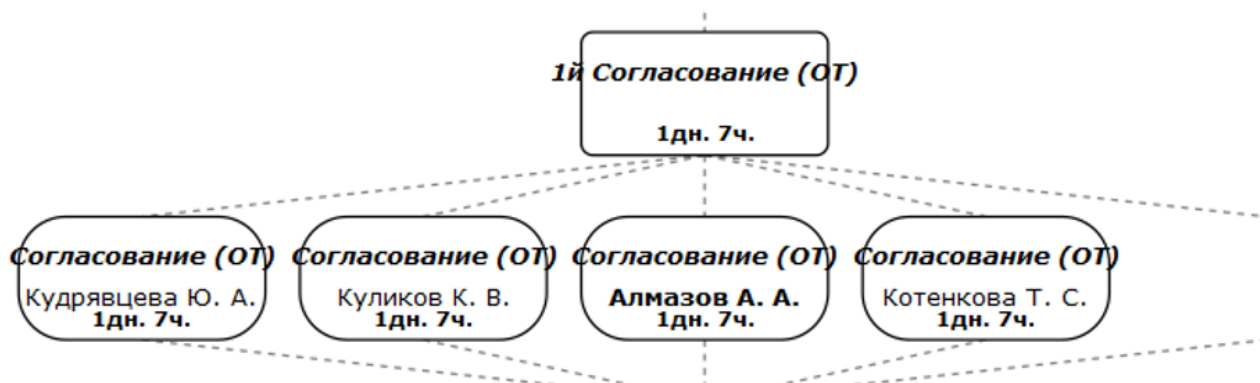 1й Согласование (ОТ)
1дн. 7ч.
Согласование (ОТ)
Кудрявцева Ю. А.
1дн. 7ч.
Согласование (ОТ)
Куликов К. В.
1дн. 7ч.
Согласование (ОТ)
Алмазов А. А.
1дн. 7ч.
Согласование (ОТ)
Котенкова Т. С.
1дн. 7ч.